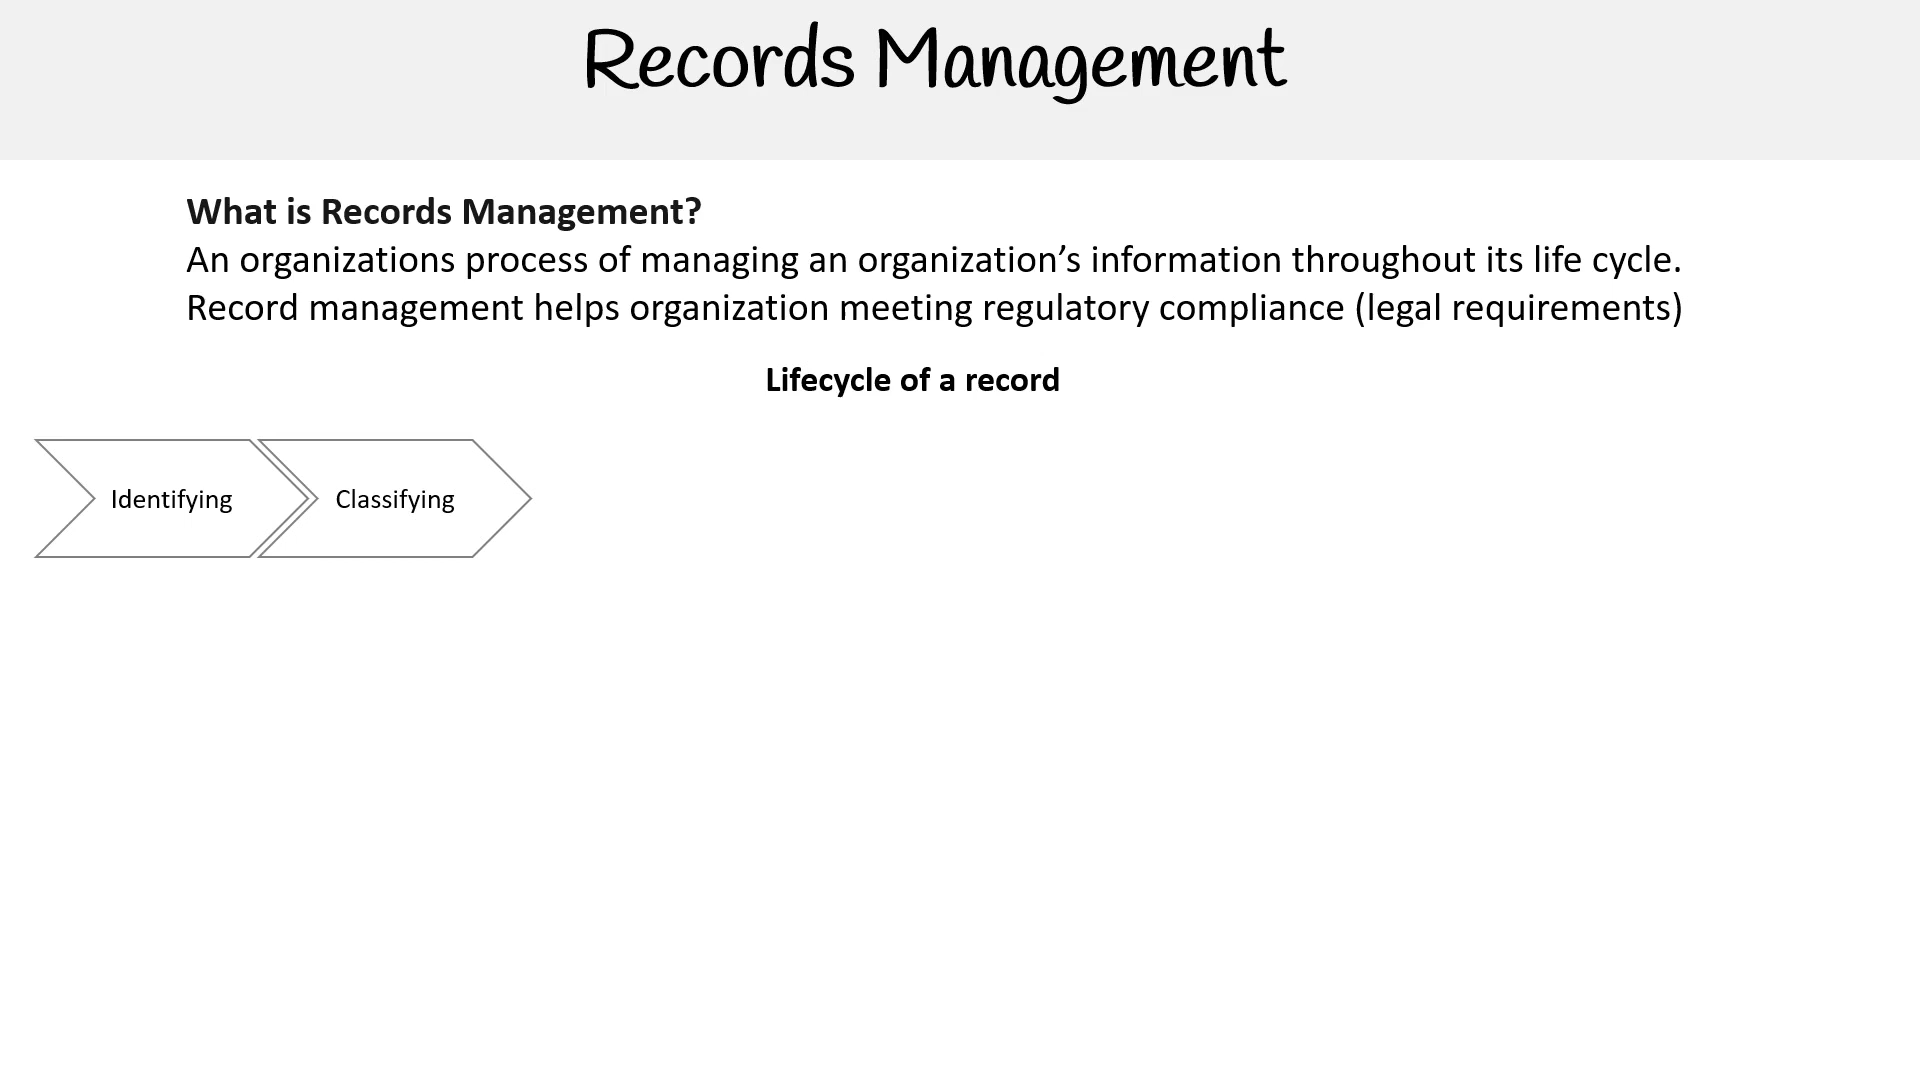 Records Management
What is Records Management?
An organizations process of managing an organization’s information throughout its life cycle.
Record management helps organization meeting regulatory compliance (legal requirements)
Lifecycle of a record
Identifying
Classifying